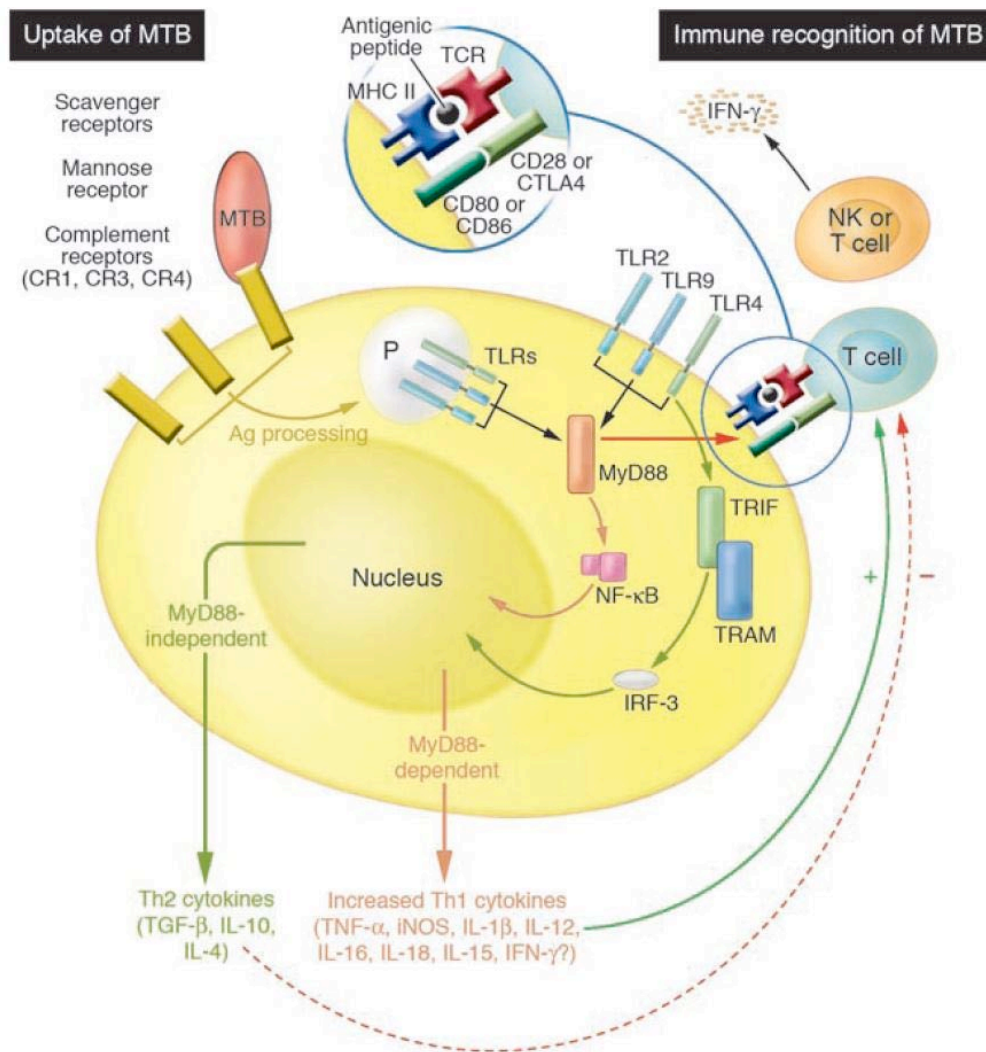 Uptake of MTB
Immune recognition of MTB
Scavenger
receptors
Mannose
receptor
Complement
receptors
(CR1, CR3, CR4)
MTB
Antigenic
peptide
TCR
MHC II
CD28 or
CTLA4
CD80 or
CD86
IFN-γ
NK or
T cell
TLR2
TLR9
TLR4
T cell
P
TLRs
Ag processing
MyD88
TRIF
NF-κB
TRAM
IRF-3
Nucleus
MyD88-
independent
MyD88-
dependent
+
–
Th2 cytokines
(TGF-β, IL-10,
IL-4)
Increased Th1 cytokines
(TNF-α, iNOS, IL-1β, IL-12,
IL-16, IL-18, IL-15, IFN-γ?)